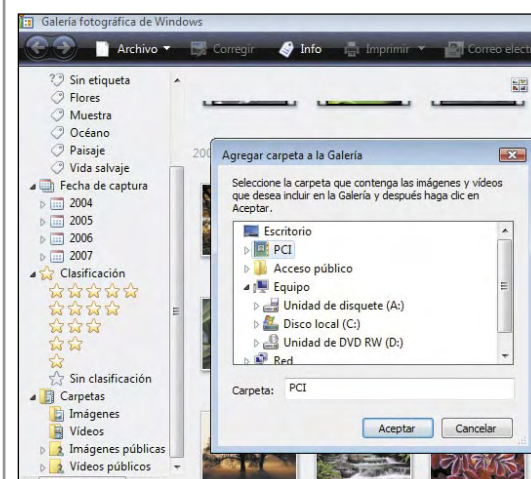 Galería fotográfica de Windows
Archivo Corregir Info Imprimir Correo elect
Sin etiqueta
Flores
Muestra
Océano
Paisaje
Vida salvaje
Fecha de captura
2004
2005
2006
2007
Clasificación
Sin clasificación
Carpetas
Imágenes
Vídeos
Imágenes públicas
Vídeos públicos
200
Agregar carpeta a la Galería
Seleccione la carpeta que contenga las imágenes y vídeos
que desea incluir en la Galería y después haga clic en
Aceptar.
Escritorio
PCI
Acceso público
Equipo
Unidad de disquete (A:)
Disco local (C:)
Unidad de DVD RW (D:)
Red
Carpeta: PCI
Aceptar Cancelar